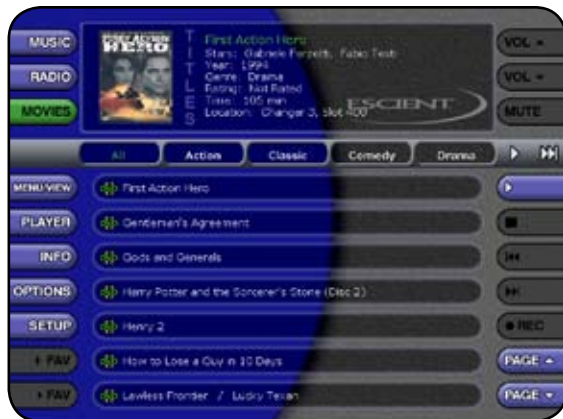 MUSIC
RADIO
MOVIES
FIRST ACTION
HERO
TITLES
First Action Hero
Stars: Gabriele Ferzetti, Fabio Testi
Year: 1994
Genre: Drama
Rating: Not Rated
Time: 105 min
Location: Changer 3, Slot 400
ESCIENT
VOL
VOL
MUTE
All
Action
Classic
Comedy
Drama
MENU/VIEW
PLAYER
INFO
OPTIONS
SETUP
+ FAV
FAV
First Action Hero
Gentleman's Agreement
Gods and Generals
Harry Potter and the Sorcerer's Stone (Disc 2)
Henry 2
How to Lose a Guy in 10 Days
Lawless Frontier / Lucky Texan
REC
PAGE
PAGE